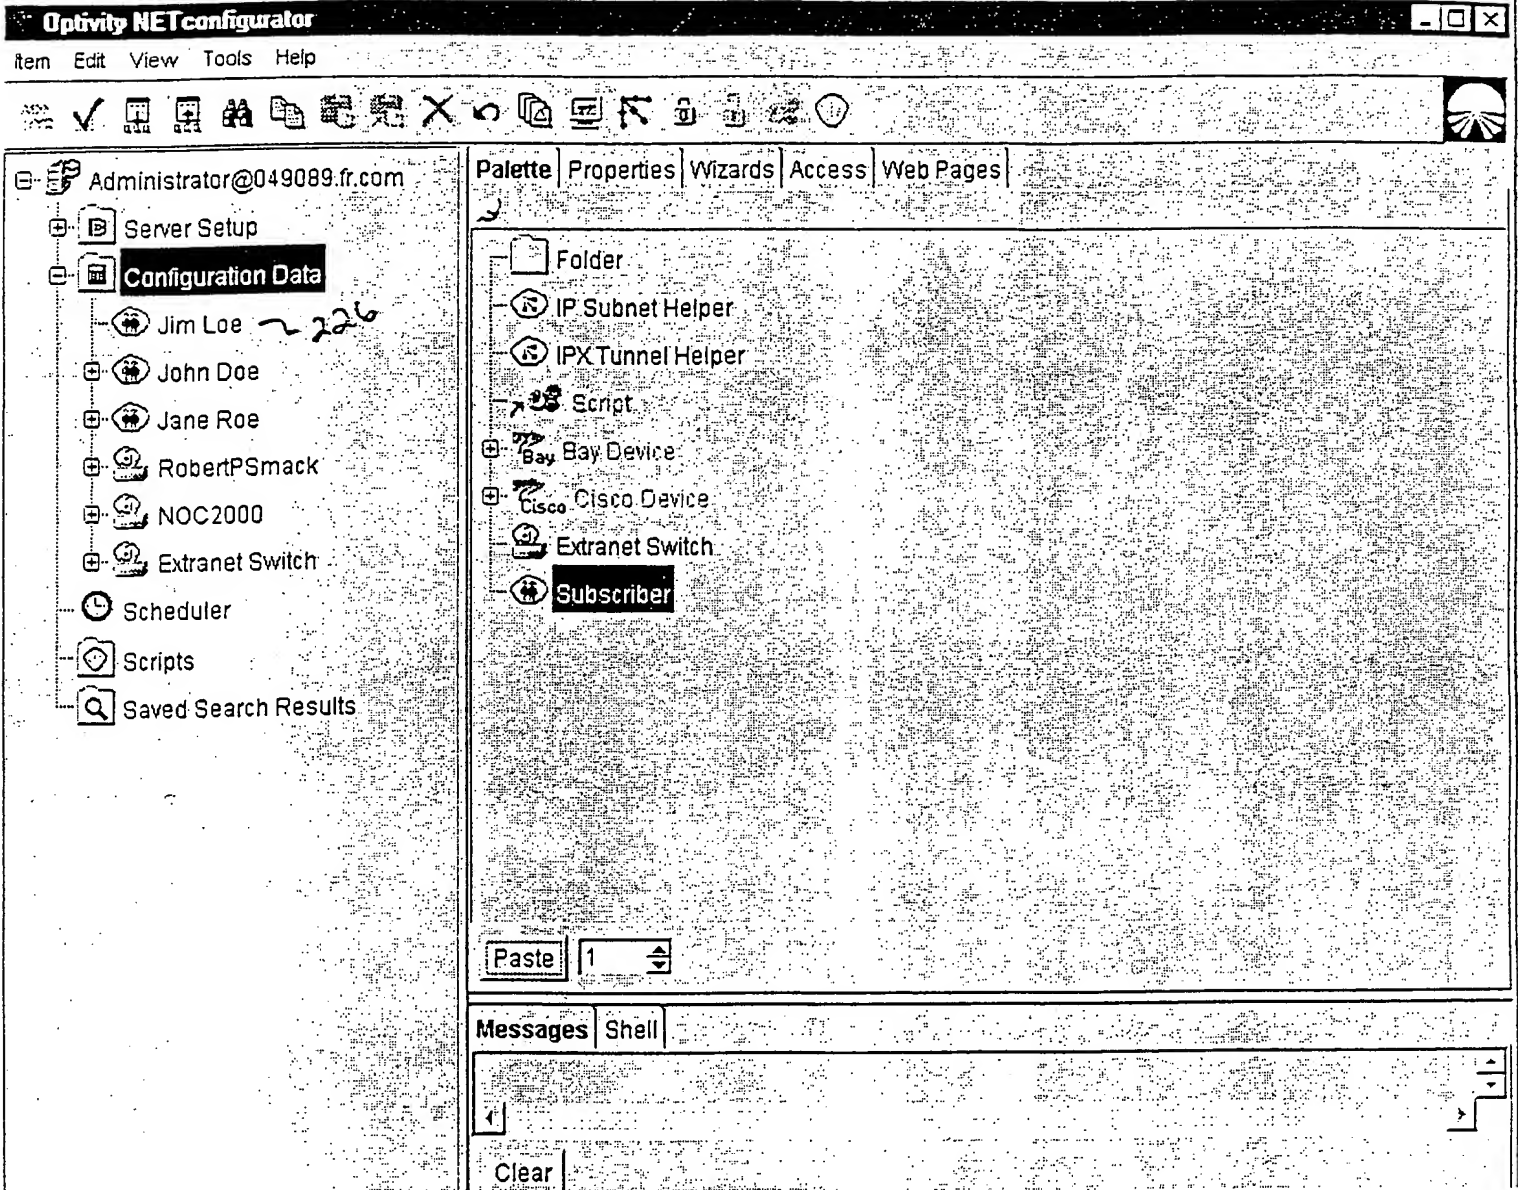 Optivity NETconfigurator
Item Edit View Tools Help
Administrator@049089.fr.com
Server Setup
Configuration Data
Jim Loe 226
John Doe
Jane Roe
RobertPSmack
NOC2000
Extranet Switch
Scheduler
Scripts
Saved Search Results
Palette Properties Wizards Access Web Pages
Folder
IP Subnet Helper
IPX Tunnel Helper
Script
Bay Bay Device
Cisco Cisco Device
Extranet Switch
Subscriber
Paste 1
Messages Shell
Clear